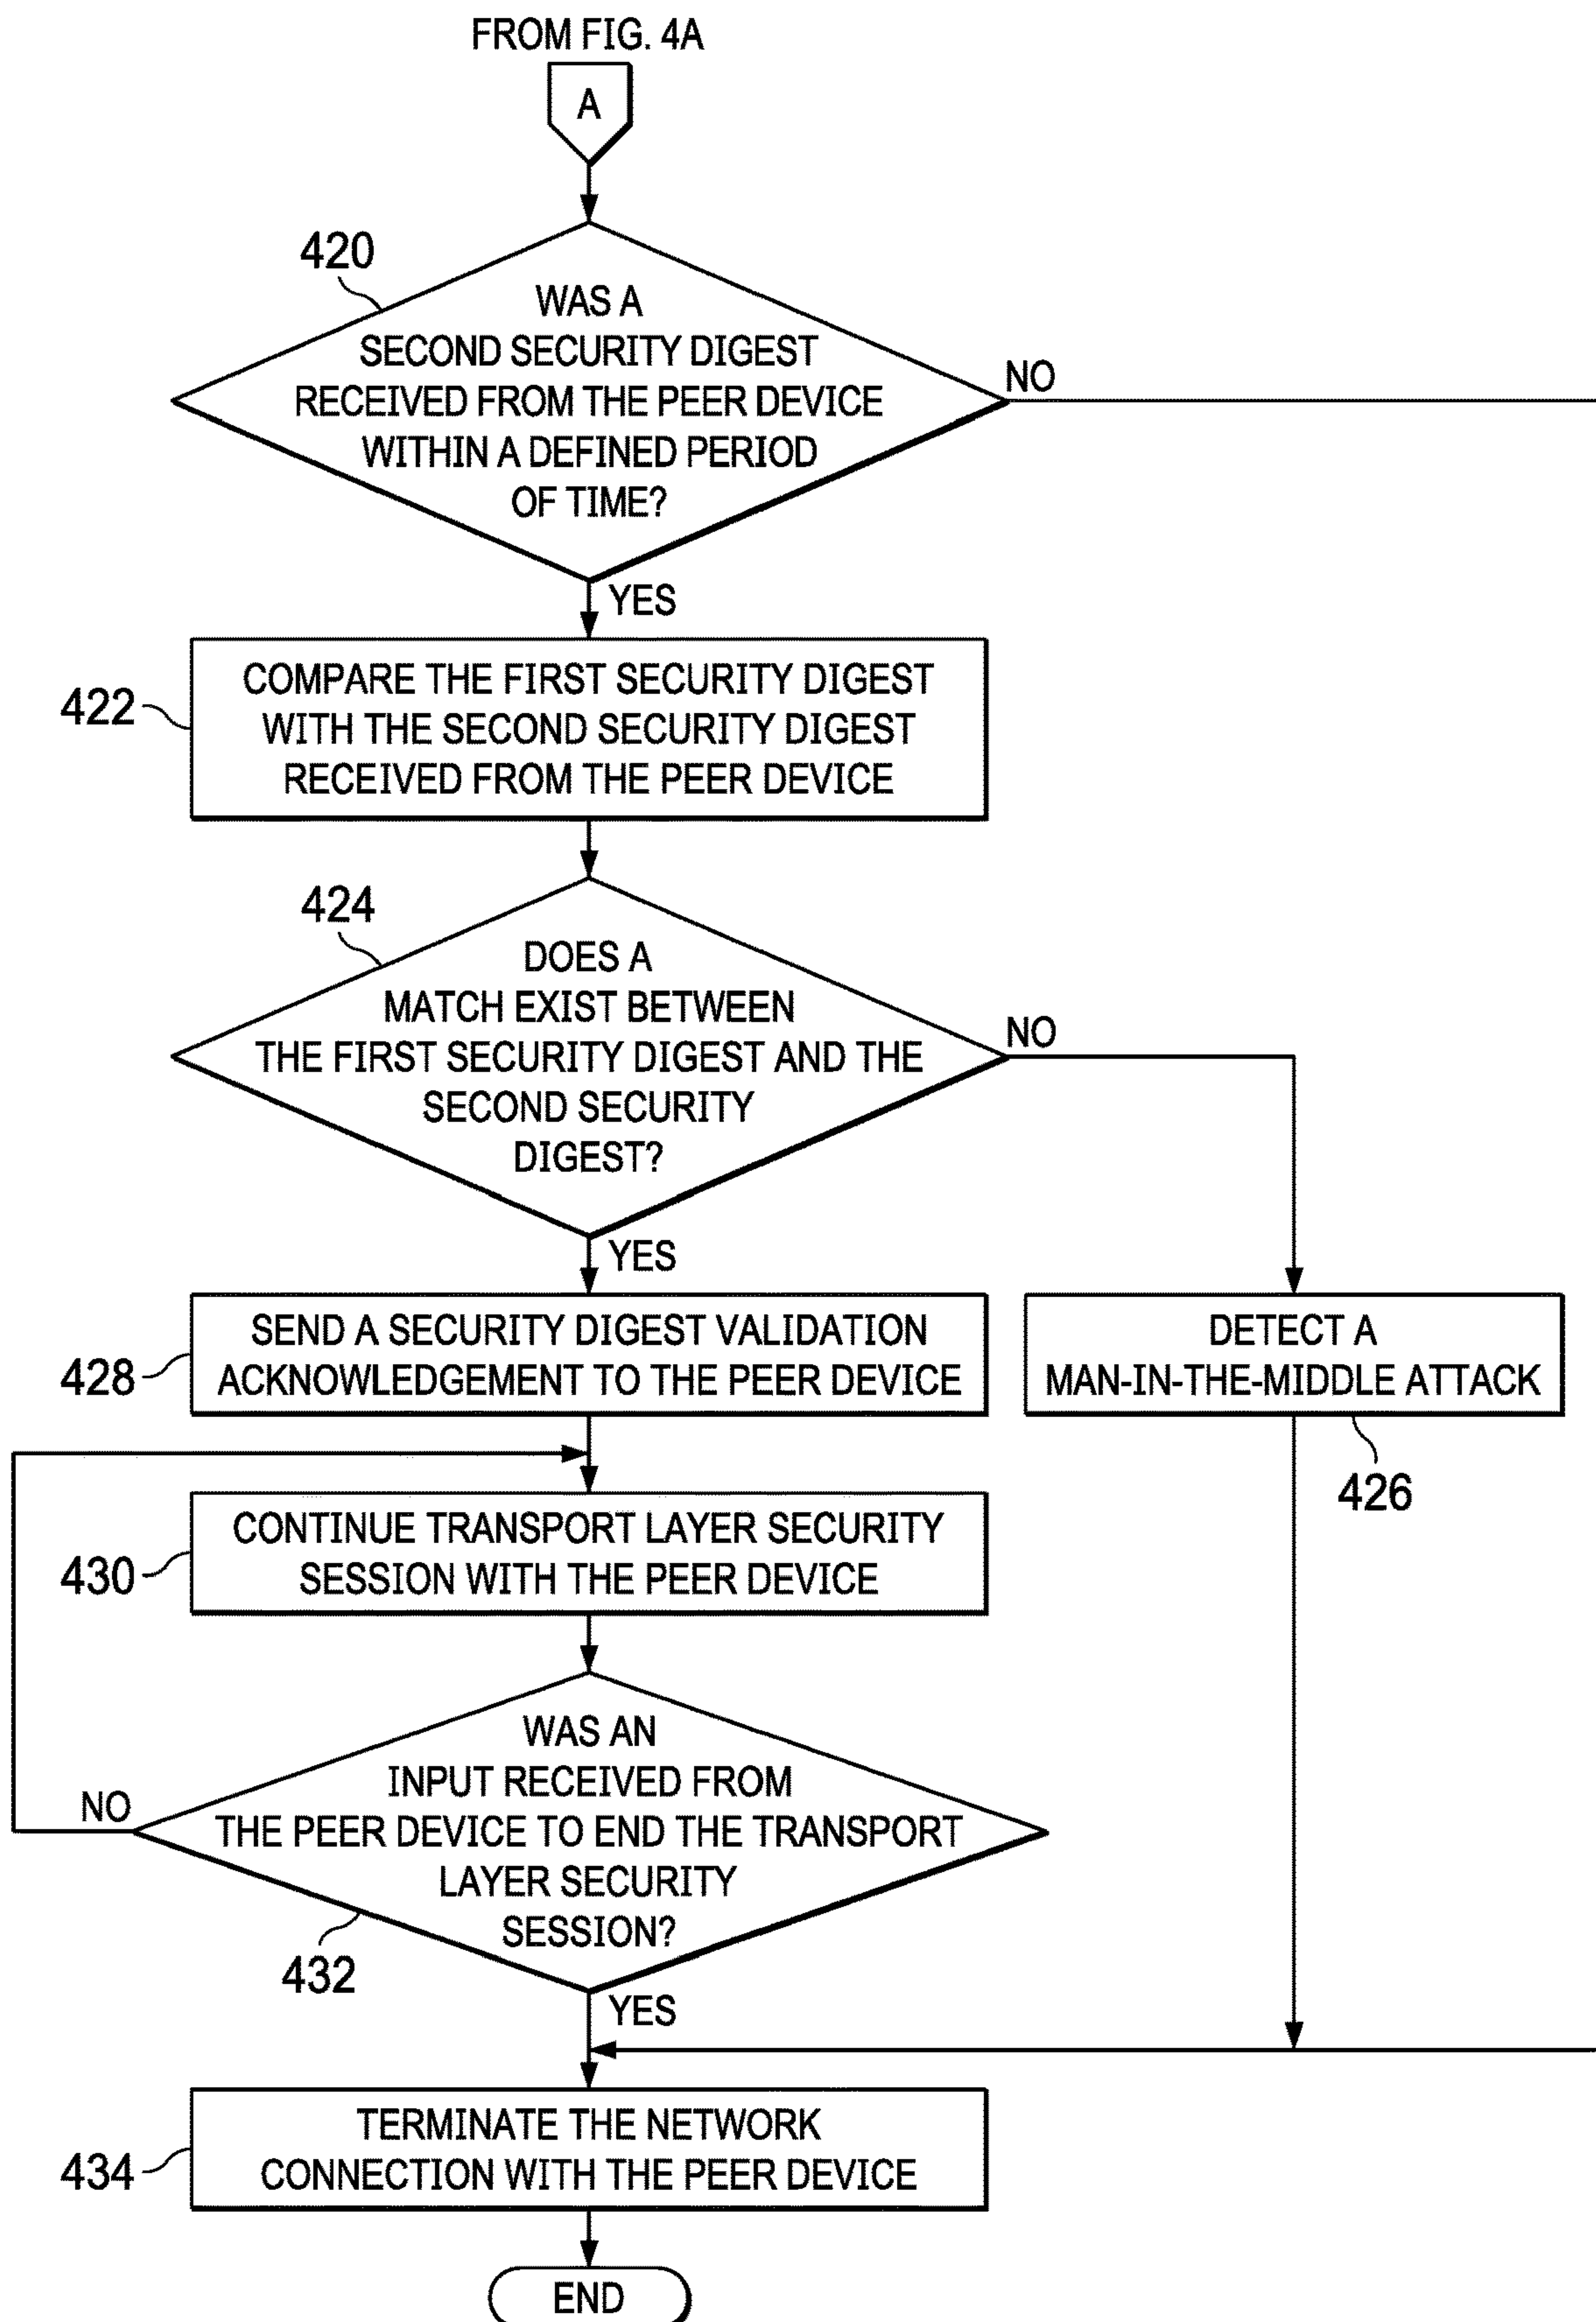 FROM FIG. 4A
A
420
WAS A
SECOND SECURITY DIGEST
RECEIVED FROM THE PEER DEVICE
WITHIN A DEFINED PERIOD
OF TIME?
NO
YES
422
COMPARE THE FIRST SECURITY DIGEST
WITH THE SECOND SECURITY DIGEST
RECEIVED FROM THE PEER DEVICE
424
DOES A
MATCH EXIST BETWEEN
THE FIRST SECURITY DIGEST AND THE
SECOND SECURITY
DIGEST?
NO
YES
428
SEND A SECURITY DIGEST VALIDATION
ACKNOWLEDGEMENT TO THE PEER DEVICE
DETECT A
MAN-IN-THE-MIDDLE ATTACK
426
430
CONTINUE TRANSPORT LAYER SECURITY
SESSION WITH THE PEER DEVICE
WAS AN
INPUT RECEIVED FROM
THE PEER DEVICE TO END THE TRANSPORT
LAYER SECURITY
SESSION?
NO
432
YES
434
TERMINATE THE NETWORK
CONNECTION WITH THE PEER DEVICE
END